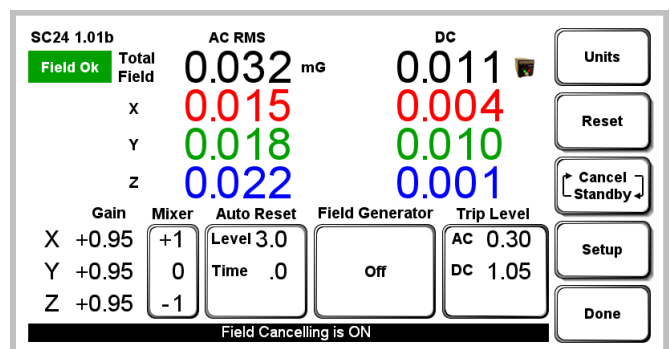 SC24 1.01b AC RMS DC
Field Ok Total Field 0.032 mG 0.011
X 0.015 0.004
Y 0.018 0.010
Z 0.022 0.001
Gain Mixer Auto Reset Field Generator Trip Level
X +0.95 +1 Level 3.0 AC 0.30
Y +0.95 0 Time .0 Off DC 1.05
Z +0.95 -1
Field Cancelling is ON
Units
Reset
Cancel
Standby
Setup
Done